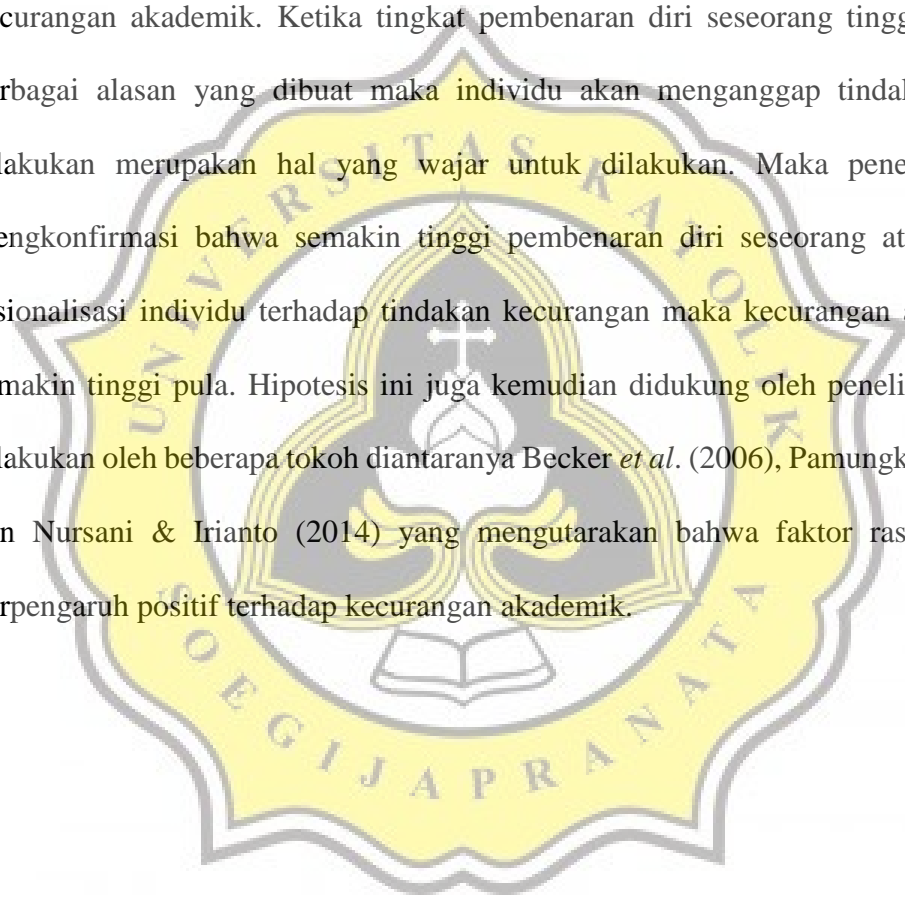 curangan akademik. Ketika tingkat pembenaran diri seseorang tingg
rbagai alasan yang dibuat maka individu akan menganggap tindal
lakukan merupakan hal yang wajar untuk dilakukan. Maka pene
engkonfirmasi bahwa semakin tinggi pembenaran diri seseorang at
sionalisasi individu terhadap tindakan kecurangan maka kecurangan a
makin tinggi pula. Hipotesis ini juga kemudian didukung oleh peneli
lakukan oleh beberapa tokoh diantaranya Becker et al. (2006), Pamungk
n Nursani & Irianto (2014) yang mengutarakan bahwa faktor ras
rpengaruh positif terhadap kecurangan akademik.
UNIVERSITAS KATOLIK
SOEGIJAPRANATA